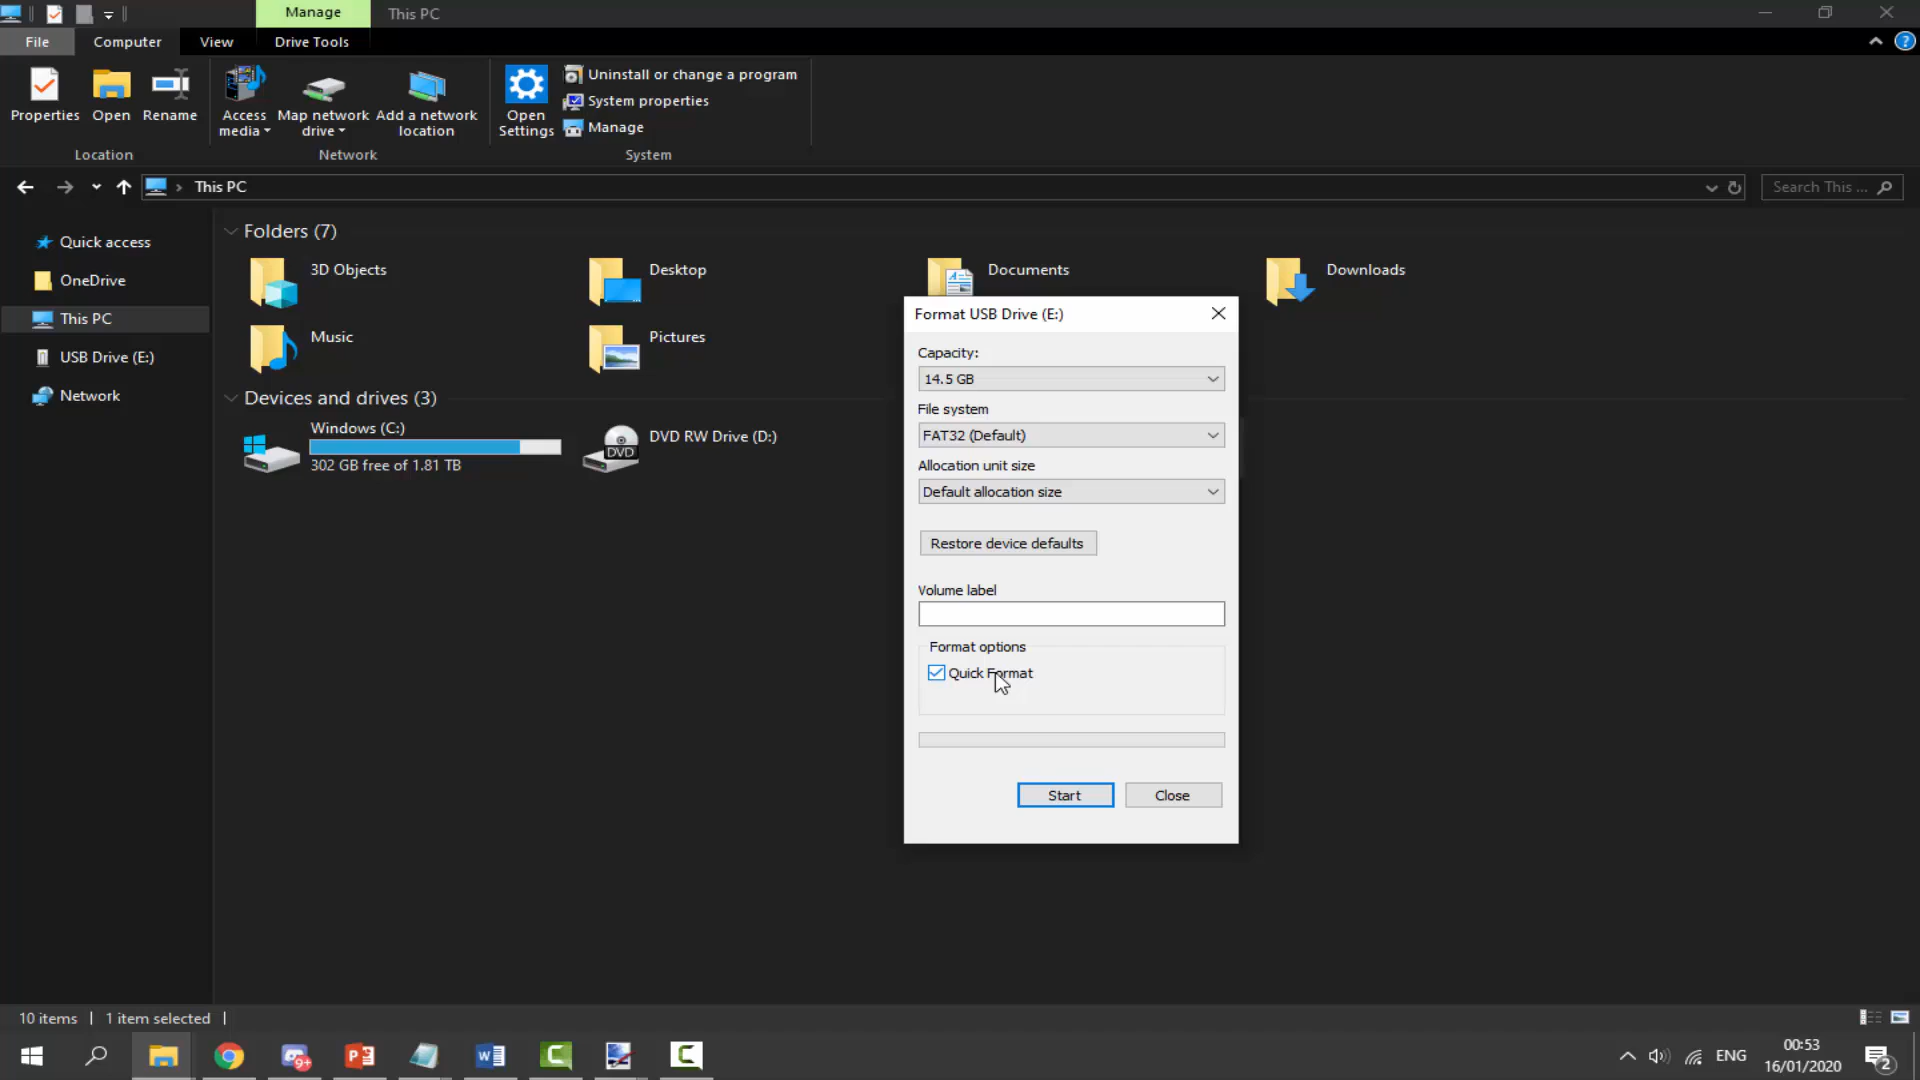 Manage
This PC
File
Computer
View
Drive Tools
Properties
Open
Rename
Access media
Map network drive
Add a network location
Open Settings
Uninstall or change a program
System properties
Manage
Location
Network
System
This PC
Search This ...
Quick access
OneDrive
This PC
USB Drive (E:)
Network
Folders (7)
3D Objects
Desktop
Documents
Downloads
Music
Pictures
Devices and drives (3)
Windows (C:)
302 GB free of 1.81 TB
DVD
DVD RW Drive (D:)
Format USB Drive (E:)
Capacity:
14.5 GB
File system
FAT32 (Default)
Allocation unit size
Default allocation size
Restore device defaults
Volume label
Format options
Quick Format
Start
Close
10 items
1 item selected
9+
ENG
00:53
16/01/2020
2